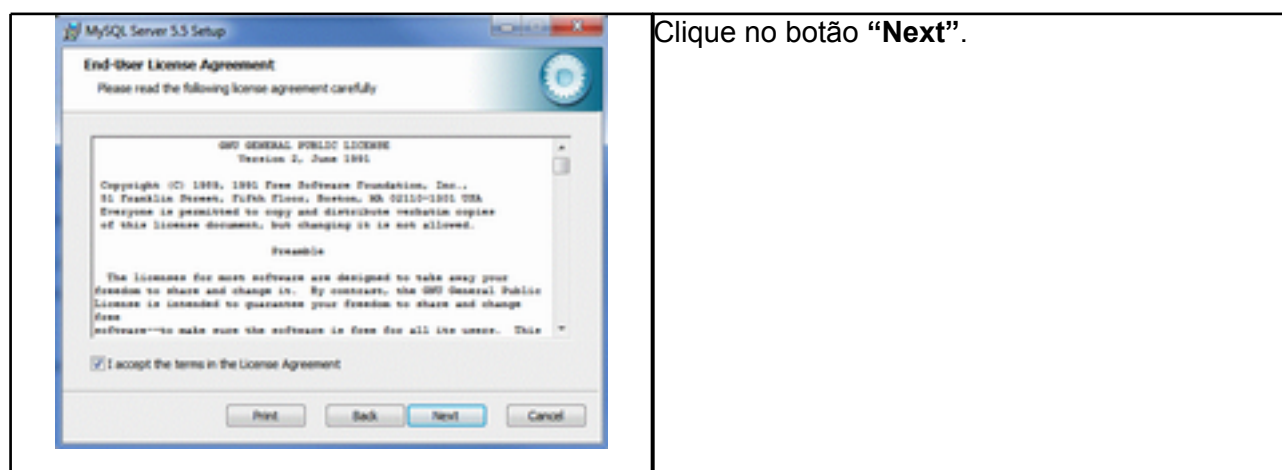 MySQL Server 5.5 Setup
End-User License Agreement
Please read the following license agreement carefully
GNU GENERAL PUBLIC LICENSE
Version 2, June 1991
Copyright (C) 1989, 1991 Free Software Foundation, Inc.,
51 Franklin Street, Fifth Floor, Boston, MA 02110-1301 USA
Everyone is permitted to copy and distribute verbatim copies
of this license document, but changing it is not allowed.
Preamble
The licenses for most software are designed to take away your
freedom to share and change it. By contrast, the GNU General Public
License is intended to guarantee your freedom to share and change
free
software--to make sure the software is free for all its users. This
I accept the terms in the License Agreement
Print Back Next Cancel
Clique no botão “Next”.